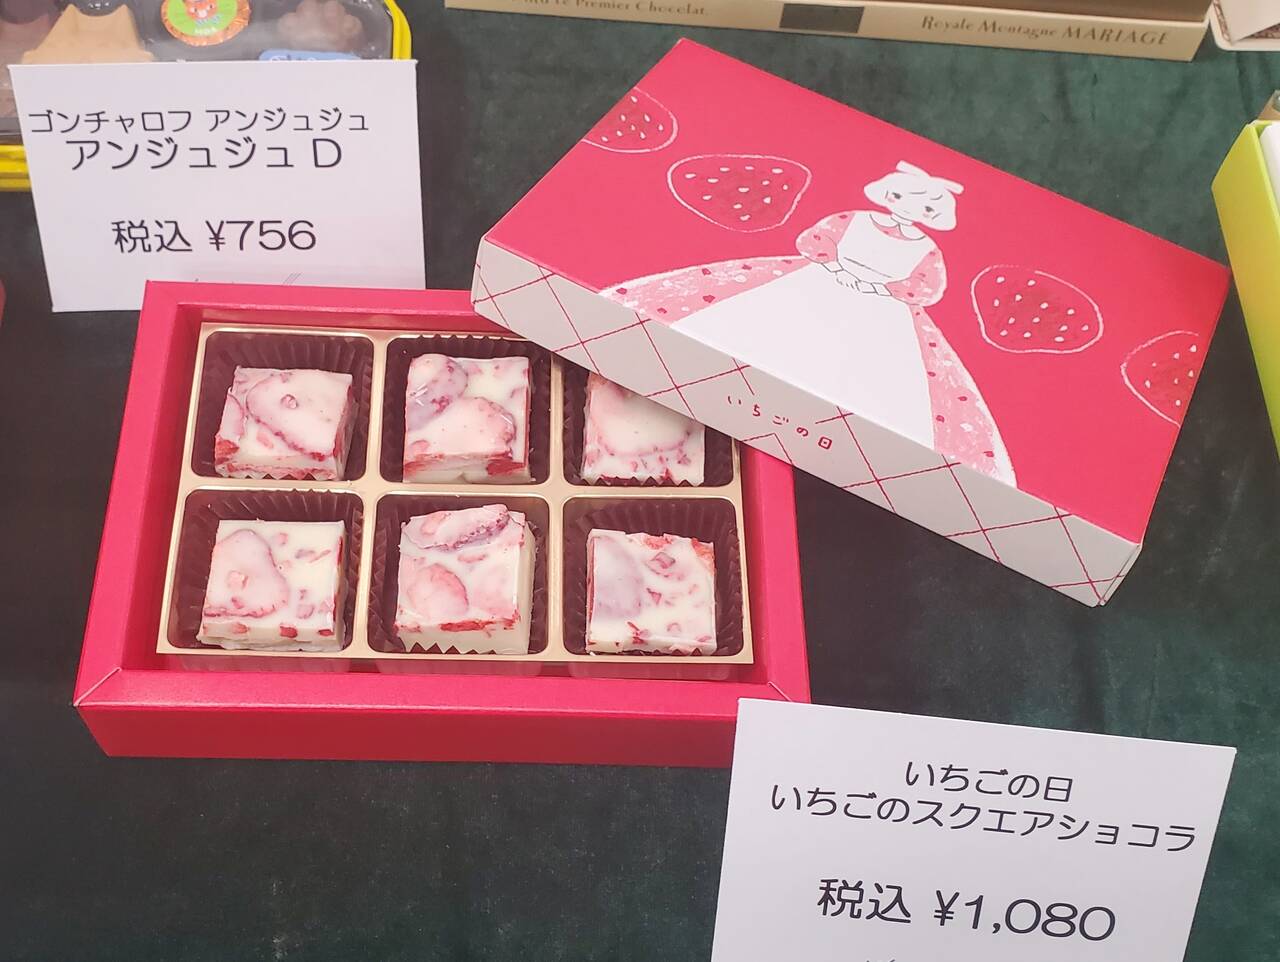 Premier Chocolat.
Royale Montagne MARIAGE
ゴンチャロフ アンジュジュ
アンジュジュ D
税込 ¥756
いちごの日
いちごの日
いちごのスクエアショコラ
税込 ¥1,080